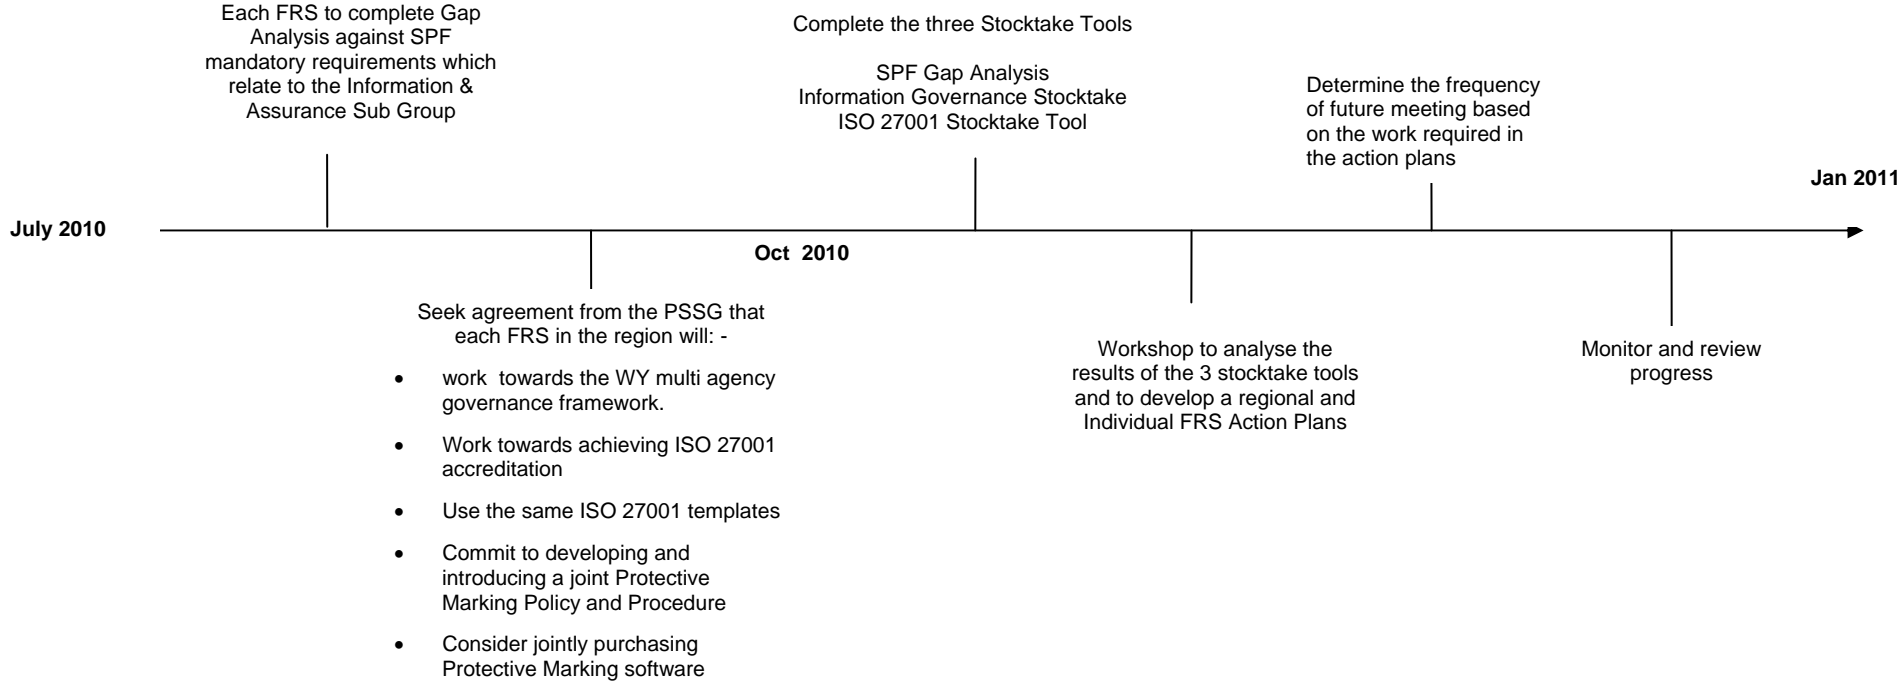 Each FRS to complete Gap
Analysis against SPF
mandatory requirements which
relate to the Information &
Assurance Sub Group
Complete the three Stocktake Tools
SPF Gap Analysis
Information Governance Stocktake
ISO 27001 Stocktake Tool
Determine the frequency
of future meeting based
on the work required in
the action plans
Jan 2011
July 2010
Oct  2010
Seek agreement from the PSSG that
each FRS in the region will: -
• work  towards the WY multi agency
governance framework.
• Work towards achieving ISO 27001
accreditation
• Use the same ISO 27001 templates
• Commit to developing and
introducing a joint Protective
Marking Policy and Procedure
• Consider jointly purchasing
Protective Marking software
Workshop to analyse the
results of the 3 stocktake tools
and to develop a regional and
Individual FRS Action Plans
Monitor and review
progress